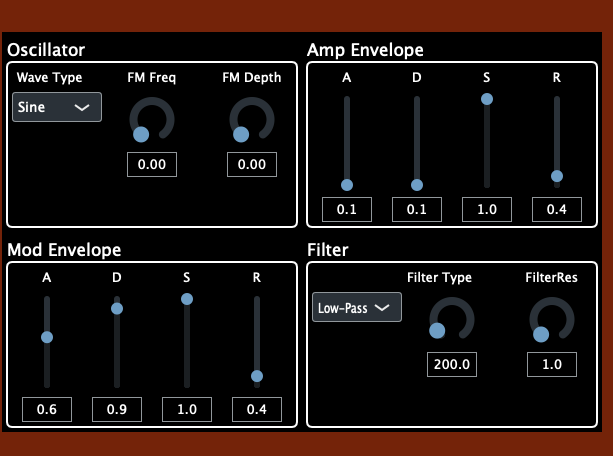 Oscillator
Wave Type FM Freq FM Depth
Sine
0.00 0.00
Amp Envelope
A D S R
0.1 0.1 1.0 0.4
Mod Envelope
A D S R
0.6 0.9 1.0 0.4
Filter
Filter Type FilterRes
Low-Pass
200.0 1.0